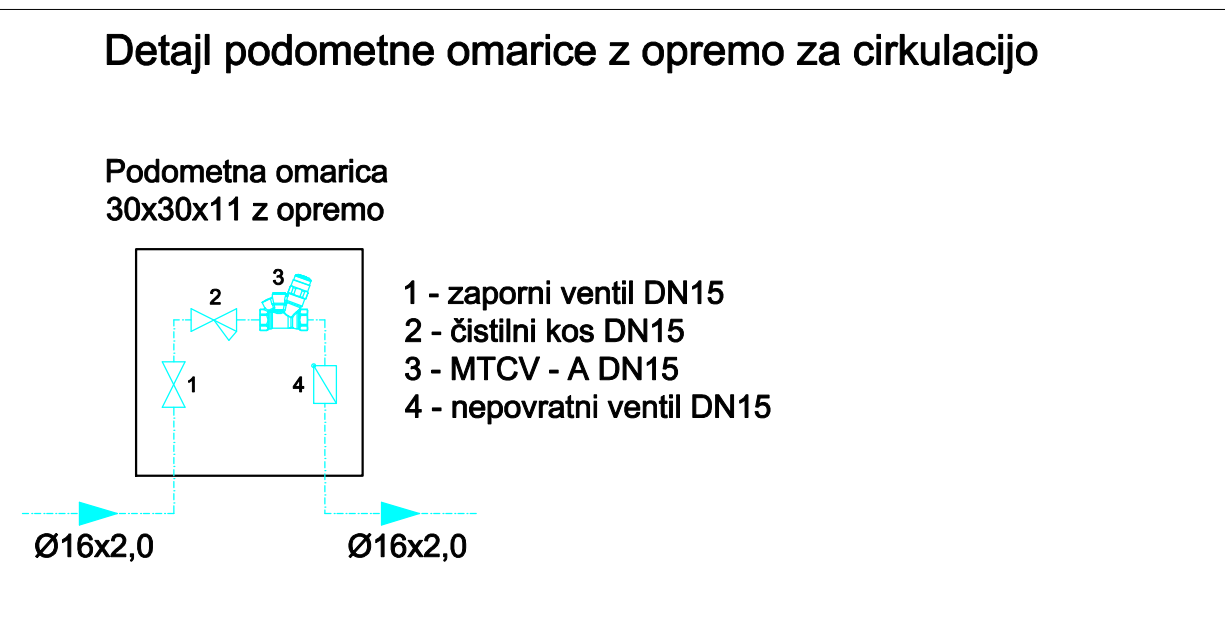 Detajl podometne omarice z opremo za cirkulacijo
Podometna omarica
30x30x11 z opremo
3
2
1
4
1 - zaporni ventil DN15
2 - čistilni kos DN15
3 - MTCV - A DN15
4 - nepovratni ventil DN15
Ø16x2,0
Ø16x2,0